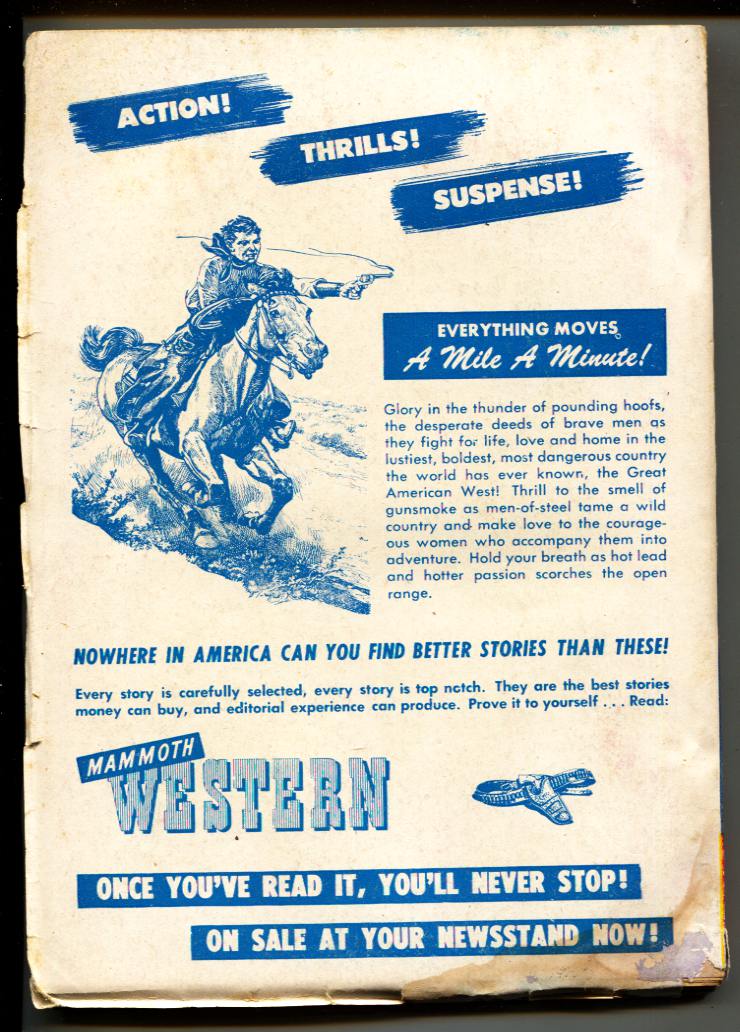 ACTION!
THRILLS!
SUSPENSE!
EVERYTHING MOVES
A Mile A Minute!
Glory in the thunder of pounding hoofs,
the desperate deeds of brave men as
they fight for life, love and home in the
lustiest, boldest, most dangerous country
the world has ever known, the Great
American West! Thrill to the smell of
gunsmoke as men-of-steel tame a wild
country and make love to the courage-
ous women who accompany them into
adventure. Hold your breath as hot lead
and hotter passion scorches the open
range.
NOWHERE IN AMERICA CAN YOU FIND BETTER STORIES THAN THESE!
Every story is carefully selected, every story is top notch. They are the best stories
money can buy, and editorial experience can produce. Prove it to yourself . . . Read:
MAMMOTH
WESTERN
ONCE YOU'VE READ IT, YOU'LL NEVER STOP!
ON SALE AT YOUR NEWSSTAND NOW!